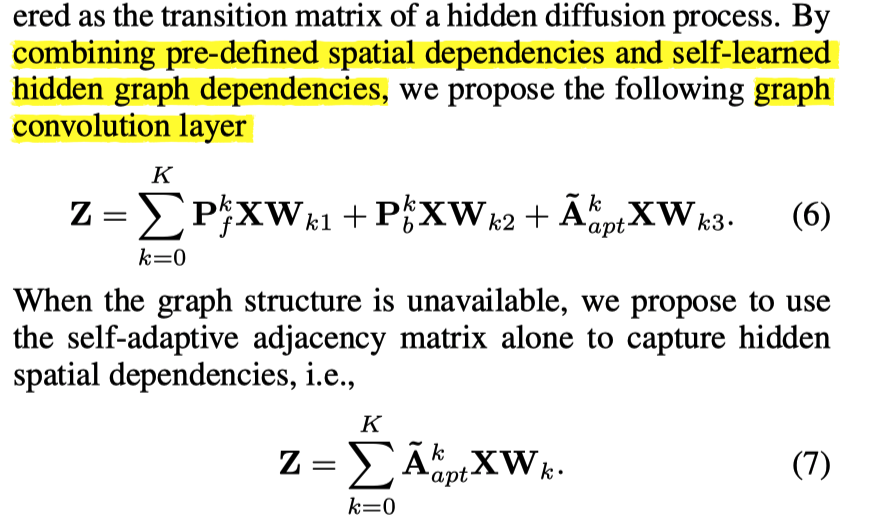 ered as the transition matrix of a hidden diffusion process. By
combining pre-defined spatial dependencies and self-learned
hidden graph dependencies, we propose the following graph
convolution layer
$\mathbf{Z} = \sum_{k=0}^{K} \mathbf{P}_f^k \mathbf{X} \mathbf{W}_{k1} + \mathbf{P}_b^k \mathbf{X} \mathbf{W}_{k2} + \tilde{\mathbf{A}}_{apt}^k \mathbf{X} \mathbf{W}_{k3}.$ (6)
When the graph structure is unavailable, we propose to use
the self-adaptive adjacency matrix alone to capture hidden
spatial dependencies, i.e.,
$\mathbf{Z} = \sum_{k=0}^{K} \tilde{\mathbf{A}}_{apt}^k \mathbf{X} \mathbf{W}_k.$ (7)